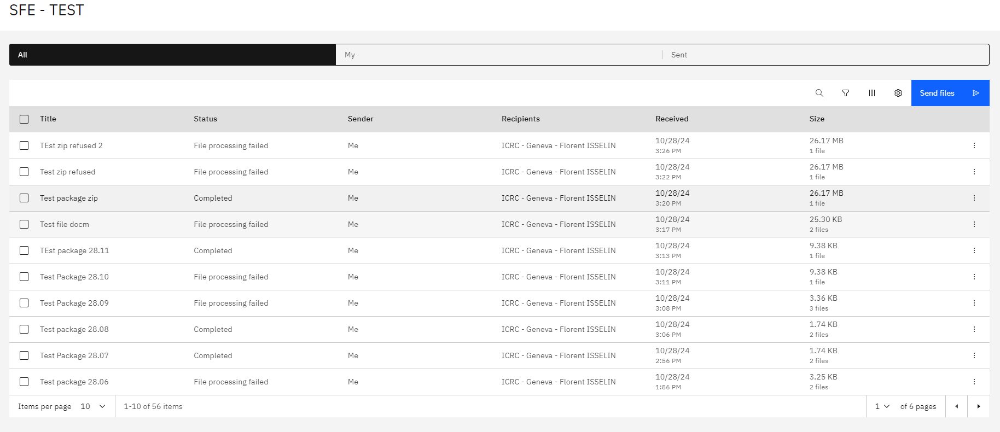 SFE - TEST
All My Sent
Send files
Title Status Sender Recipients Received Size
TEst zip refused 2 File processing failed Me ICRC - Geneva - Florent ISSELIN 10/28/24 26.17 MB
3:26 PM 1 file
Test zip refused File processing failed Me ICRC - Geneva - Florent ISSELIN 10/28/24 26.17 MB
3:22 PM 1 file
Test package zip Completed Me ICRC - Geneva - Florent ISSELIN 10/28/24 26.17 MB
3:20 PM 1 file
Test file docm File processing failed Me ICRC - Geneva - Florent ISSELIN 10/28/24 25.30 KB
3:17 PM 2 files
TEst package 28.11 Completed Me ICRC - Geneva - Florent ISSELIN 10/28/24 9.38 KB
3:13 PM 1 file
Test Package 28.10 File processing failed Me ICRC - Geneva - Florent ISSELIN 10/28/24 9.38 KB
3:11 PM 1 file
Test Package 28.09 File processing failed Me ICRC - Geneva - Florent ISSELIN 10/28/24 3.36 KB
3:08 PM 3 files
Test package 28.08 Completed Me ICRC - Geneva - Florent ISSELIN 10/28/24 1.74 KB
3:06 PM 2 files
Test Package 28.07 Completed Me ICRC - Geneva - Florent ISSELIN 10/28/24 1.74 KB
2:56 PM 2 files
Test package 28.06 File processing failed Me ICRC - Geneva - Florent ISSELIN 10/28/24 3.25 KB
1:56 PM 2 files
Items per page 10 1-10 of 56 items 1 of 6 pages